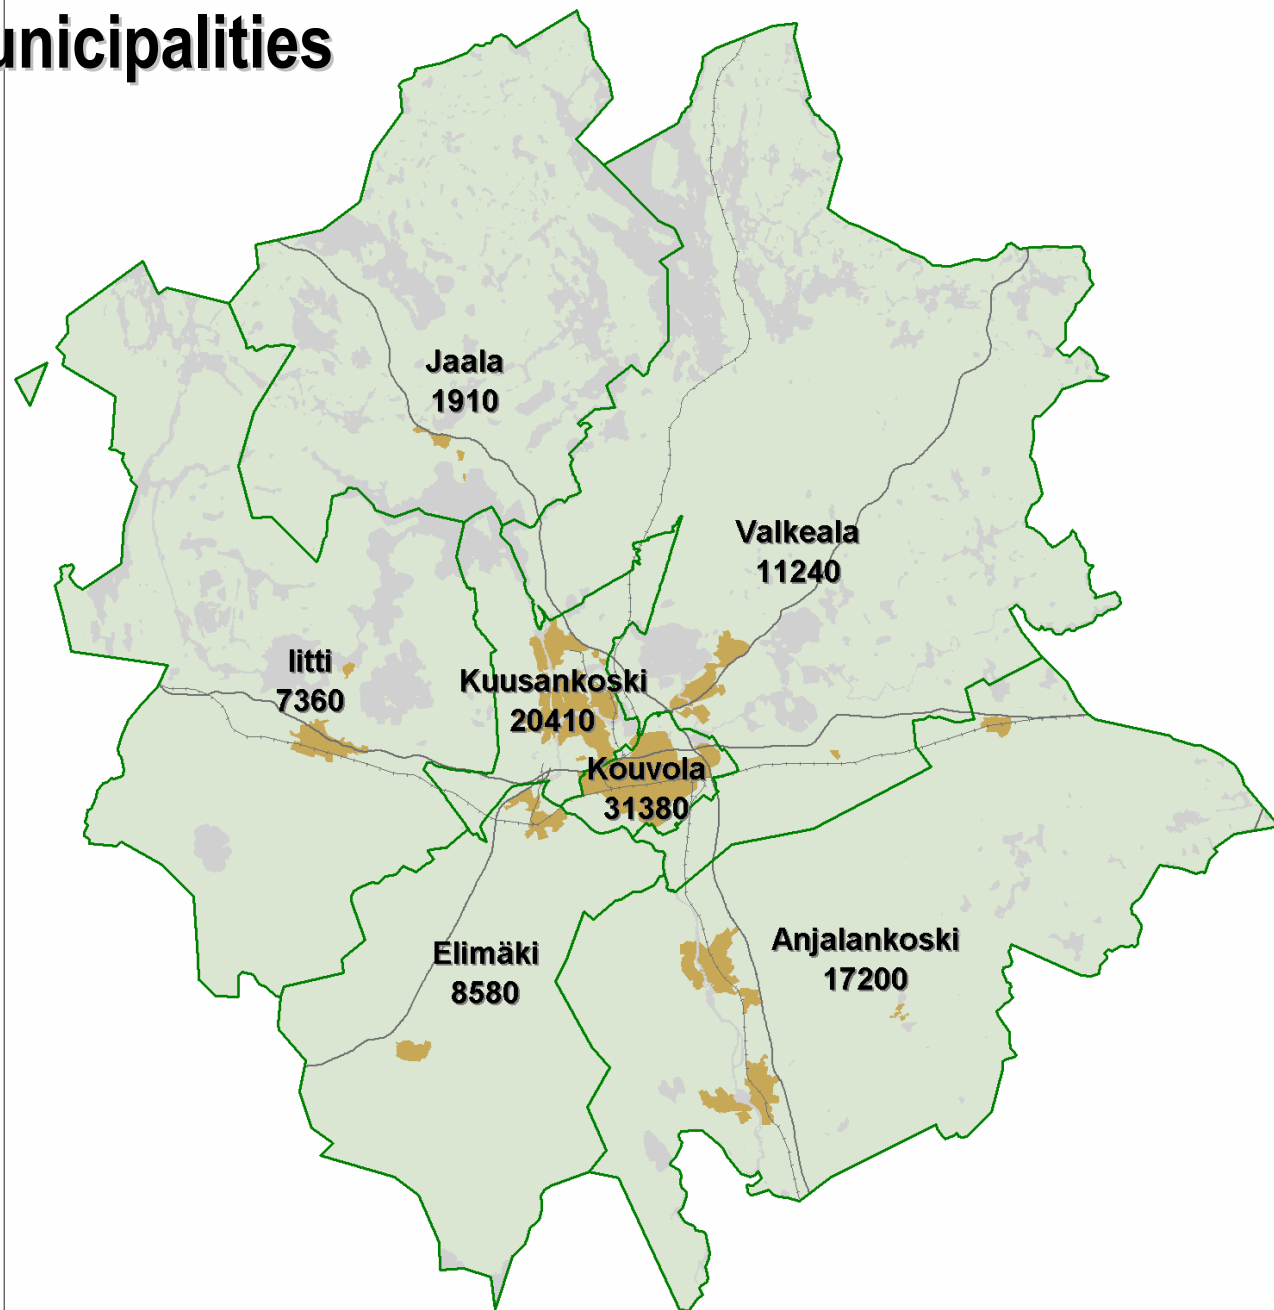 unicipalities
Jaala
1910
Valkeala
11240
Iitti
7360
Kuusankoski
20410
Kouvola
31380
Elimäki
8580
Anjalankoski
17200